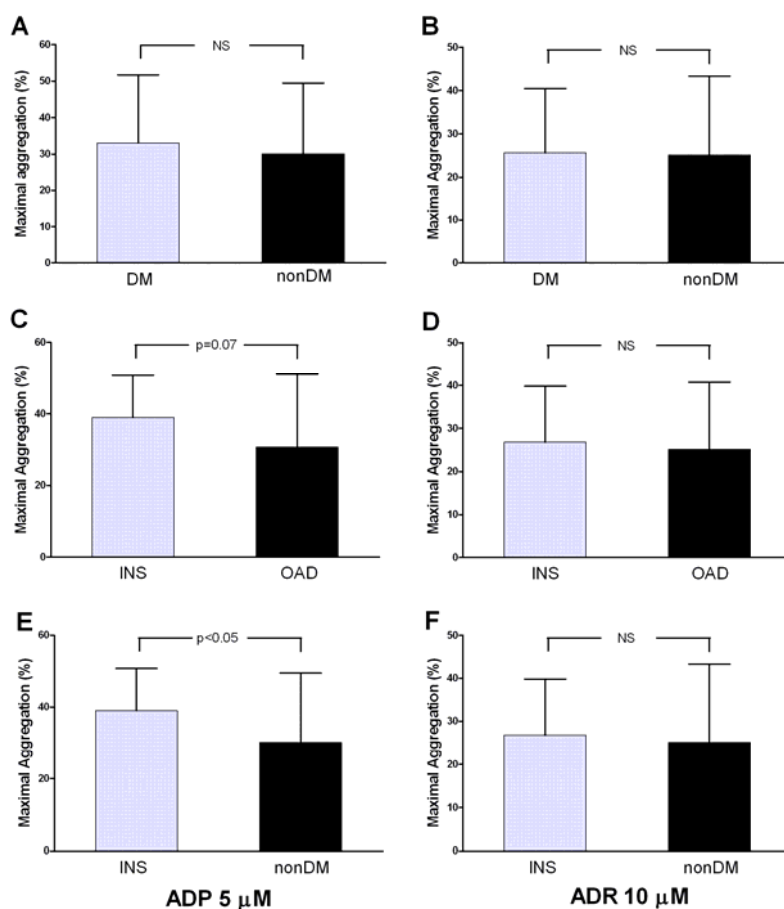 A
Maximal aggregation (%)
60
50
40
30
20
10
0
NS
DM
nonDM
B
Maximal Aggregation (%)
50
40
30
20
10
0
NS
DM
nonDM
C
Maximal Aggregation (%)
60
40
20
0
p=0.07
INS
OAD
D
Maximal Aggregation (%)
50
40
30
20
10
0
NS
INS
OAD
E
Maximal Aggregation (%)
60
40
20
0
p<0.05
INS
nonDM
F
Maximal Aggregation (%)
50
40
30
20
10
0
NS
INS
nonDM
ADP 5 μM
ADR 10 μM